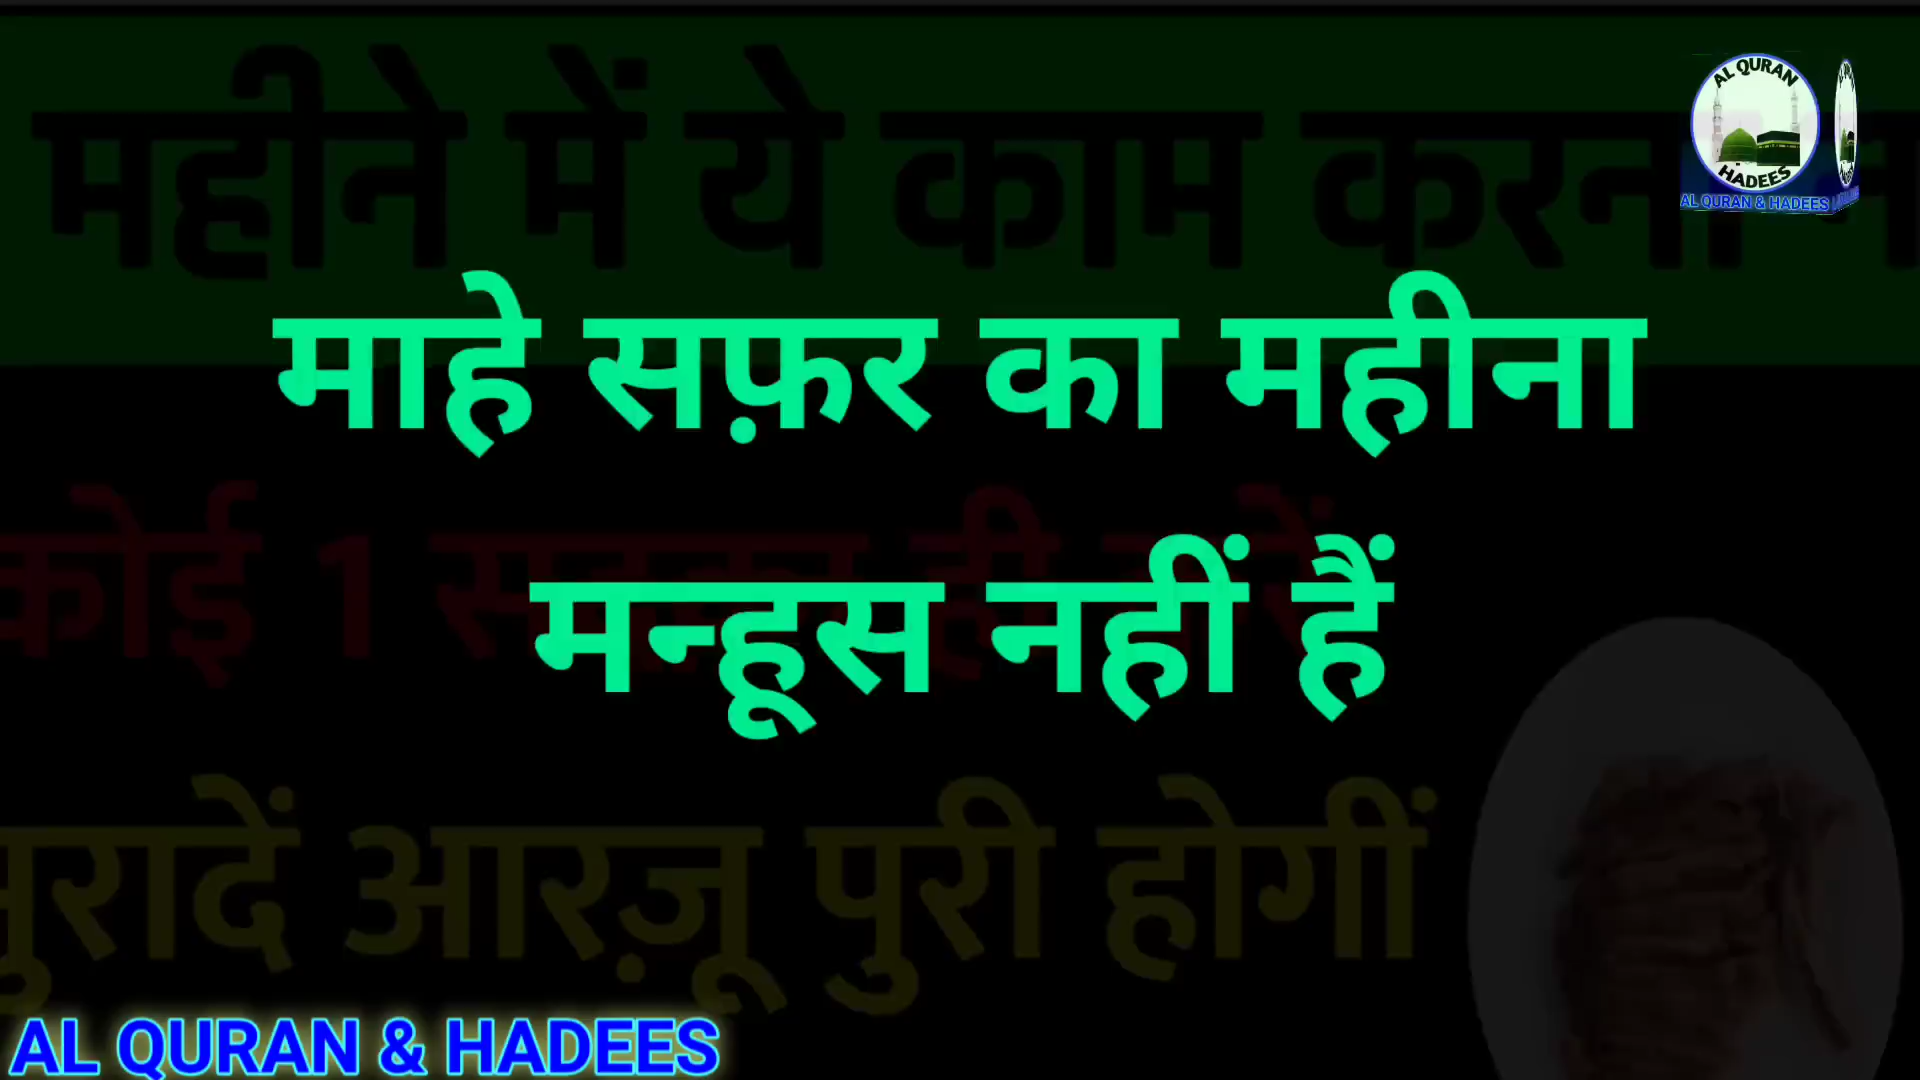 महीने में ये काम करना
AL QURAN
HADEES
AL QURAN & HADEES
माहे सफ़र का महीना
कोई 1 ही
मन्हूस नहीं हैं
मुरादें आरज़ू पुरी होगीं
AL QURAN & HADEES